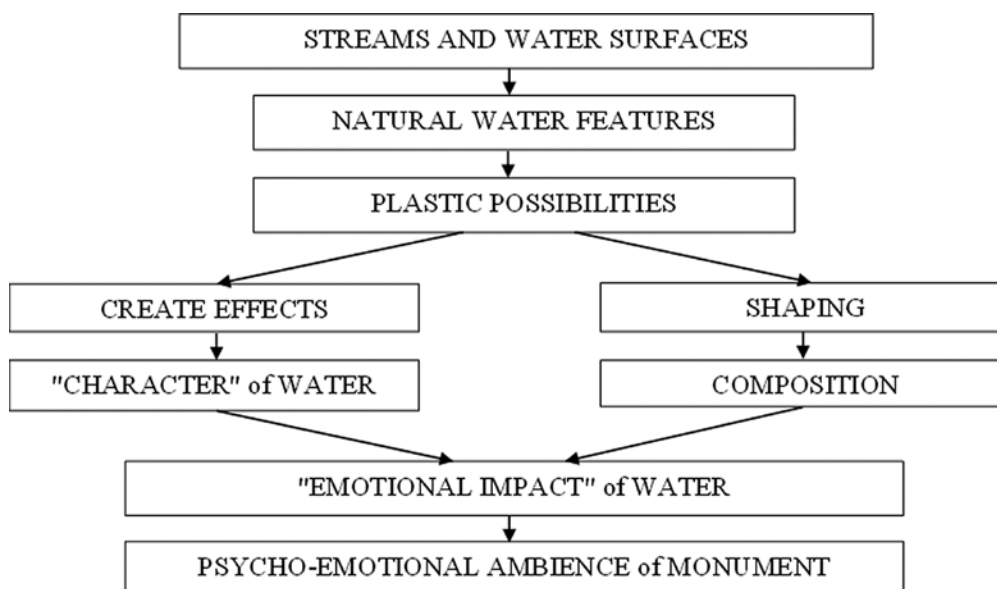 STREAMS AND WATER SURFACES
NATURAL WATER FEATURES
PLASTIC POSSIBILITIES
CREATE EFFECTS
SHAPING
"CHARACTER" of WATER
COMPOSITION
"EMOTIONAL IMPACT" of WATER
PSYCHO-EMOTIONAL AMBIENCE of MONUMENT